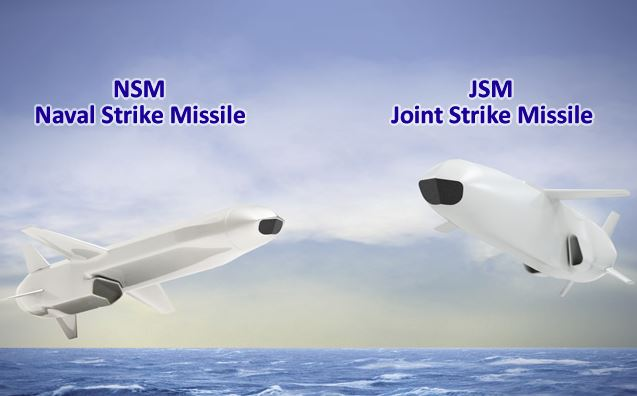 NSM
Naval Strike Missile
JSM
Joint Strike Missile